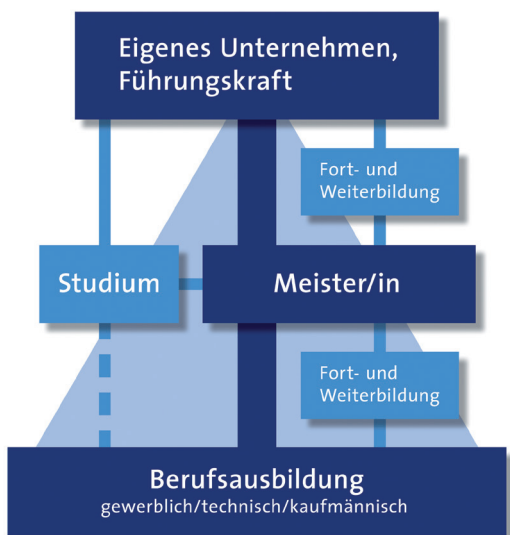 Eigenes Unternehmen,
Führungskraft
Fort- und
Weiterbildung
Studium
Meister/in
Fort- und
Weiterbildung
Berufsausbildung
gewerblich/technisch/kaufmännisch